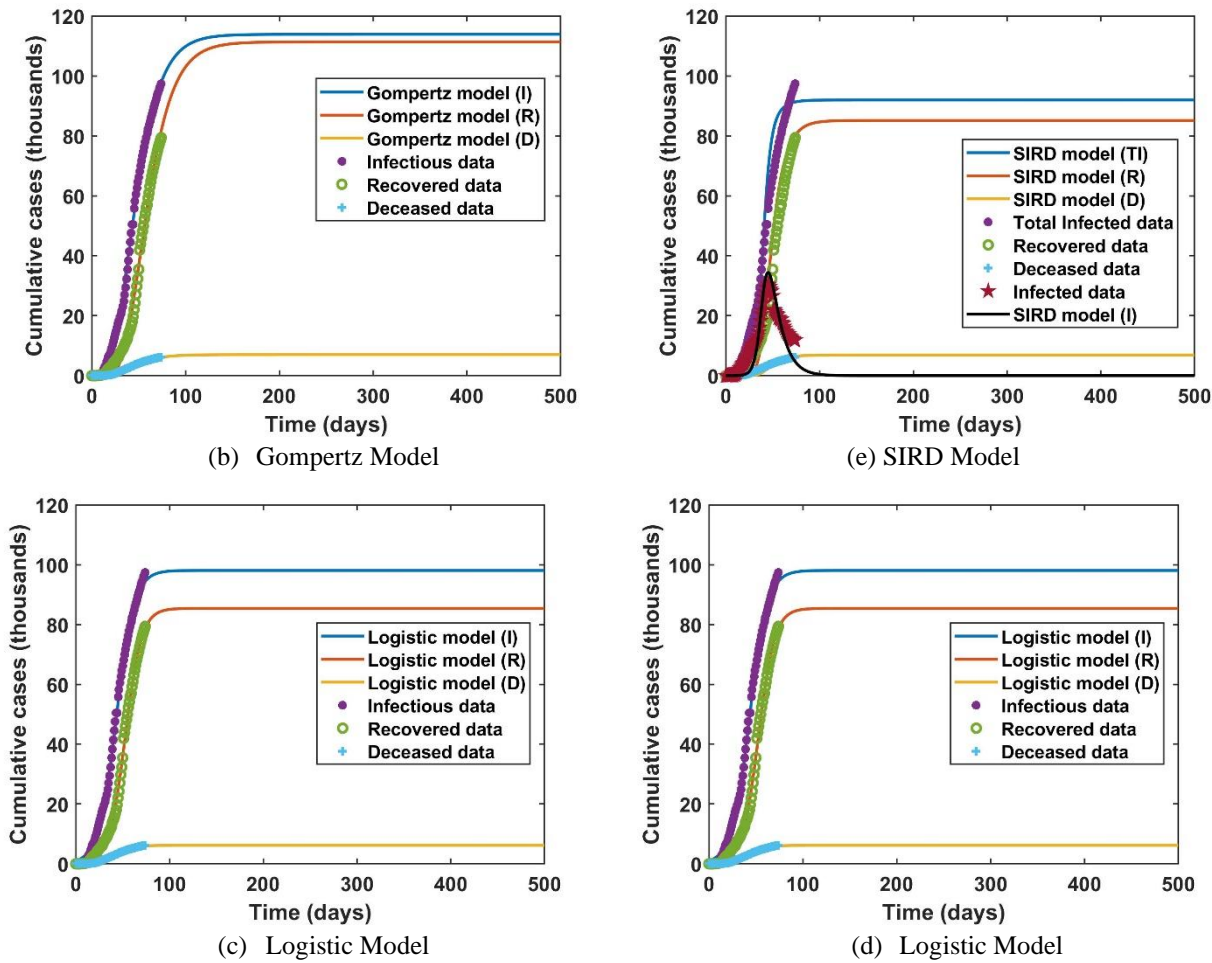 120
100
80
60
40
20
0
Cumulative cases (thousands)
Gompertz model (I)
Gompertz model (R)
Gompertz model (D)
Infectious data
Recovered data
Deceased data
0 100 200 300 400 500
Time (days)
(b) Gompertz Model
120
100
80
60
40
20
0
Cumulative cases (thousands)
SIRD model (TI)
SIRD model (R)
SIRD model (D)
Total Infected data
Recovered data
Deceased data
Infected data
SIRD model (I)
0 100 200 300 400 500
Time (days)
(e) SIRD Model
120
100
80
60
40
20
0
Cumulative cases (thousands)
Logistic model (I)
Logistic model (R)
Logistic model (D)
Infectious data
Recovered data
Deceased data
0 100 200 300 400 500
Time (days)
(c) Logistic Model
120
100
80
60
40
20
0
Cumulative cases (thousands)
Logistic model (I)
Logistic model (R)
Logistic model (D)
Infectious data
Recovered data
Deceased data
0 100 200 300 400 500
Time (days)
(d) Logistic Model